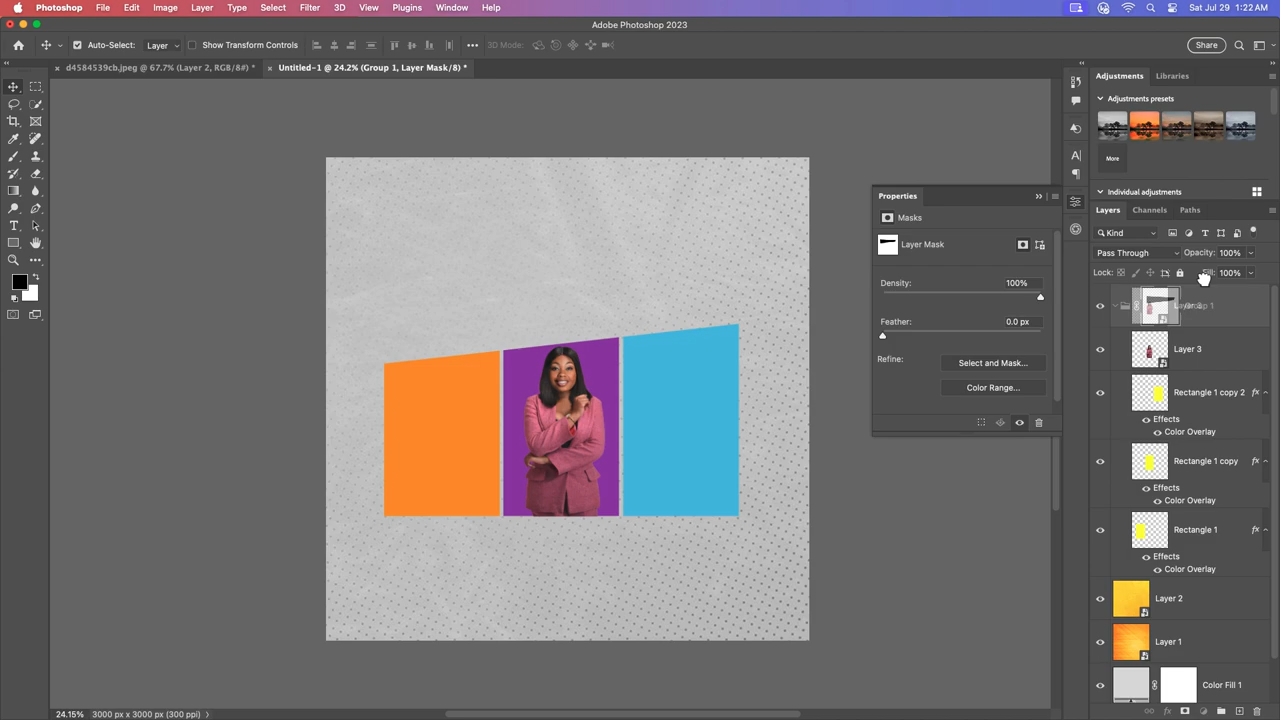 Photoshop File Edit Image Layer Type Select Filter 3D View Plugins Window Help Sat Jul 29 1:22 AM
Adobe Photoshop 2023
Auto-Select: Layer Show Transform Controls 3D Mode: Share
d4584539cb.jpeg @ 67.7% (Layer 2, RGB/8#) * Untitled-1 @ 24.2% (Group 1, Layer Mask/8) *
Adjustments Libraries
Adjustments presets
More
Individual adjustments
Properties
Masks
Layer Mask
Density: 100%
Feather: 0.0 px
Refine: Select and Mask...
Color Range...
Layers Channels Paths
Kind
Pass Through Opacity: 100%
Lock: Fill: 100%
Layer 3
Rectangle 1 copy 2 fx
Effects
Color Overlay
Rectangle 1 copy fx
Effects
Color Overlay
Rectangle 1 fx
Effects
Color Overlay
Layer 2
Layer 1
Color Fill 1
fx
24.15% 3000 px x 3000 px (300 ppi)